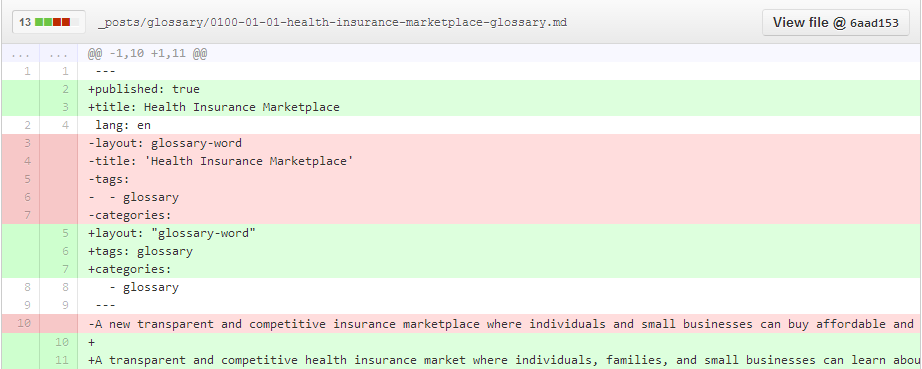 13 _posts/glossary/0100-01-01-health-insurance-marketplace-glossary.md View file @ 6aad153
... ... @@ -1,10 +1,11 @@
1 1 ---
2 +published: true
3 +title: Health Insurance Marketplace
2 4 lang: en
3 -layout: glossary-word
4 -title: 'Health Insurance Marketplace'
5 -tags:
6 -  - glossary
7 -categories:
5 +layout: "glossary-word"
6 +tags: glossary
7 +categories:
8 8   - glossary
9 9 ---
10 -A new transparent and competitive insurance marketplace where individuals and small businesses can buy affordable and
10 +
11 +A transparent and competitive health insurance market where individuals, families, and small businesses can learn abou